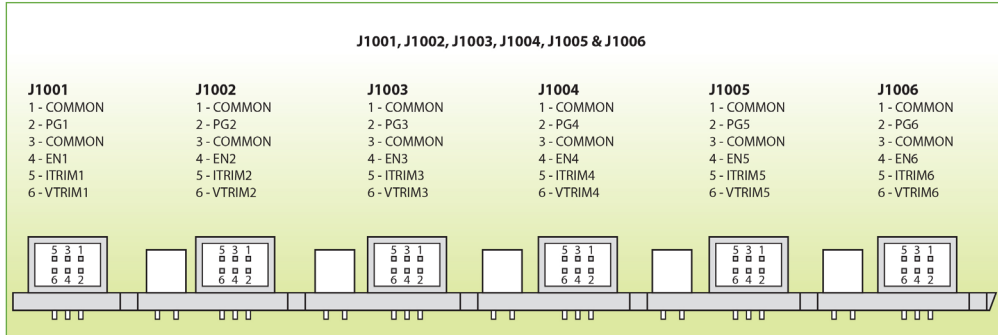 J1001, J1002, J1003, J1004, J1005 & J1006
J1001
1 - COMMON
2 - PG1
3 - COMMON
4 - EN1
5 - ITRIM1
6 - VTRIM1
J1002
1 - COMMON
2 - PG2
3 - COMMON
4 - EN2
5 - ITRIM2
6 - VTRIM2
J1003
1 - COMMON
2 - PG3
3 - COMMON
4 - EN3
5 - ITRIM3
6 - VTRIM3
J1004
1 - COMMON
2 - PG4
3 - COMMON
4 - EN4
5 - ITRIM4
6 - VTRIM4
J1005
1 - COMMON
2 - PG5
3 - COMMON
4 - EN5
5 - ITRIM5
6 - VTRIM5
J1006
1 - COMMON
2 - PG6
3 - COMMON
4 - EN6
5 - ITRIM6
6 - VTRIM6
5 3 1
6 4 2
5 3 1
6 4 2
5 3 1
6 4 2
5 3 1
6 4 2
5 3 1
6 4 2
5 3 1
6 4 2